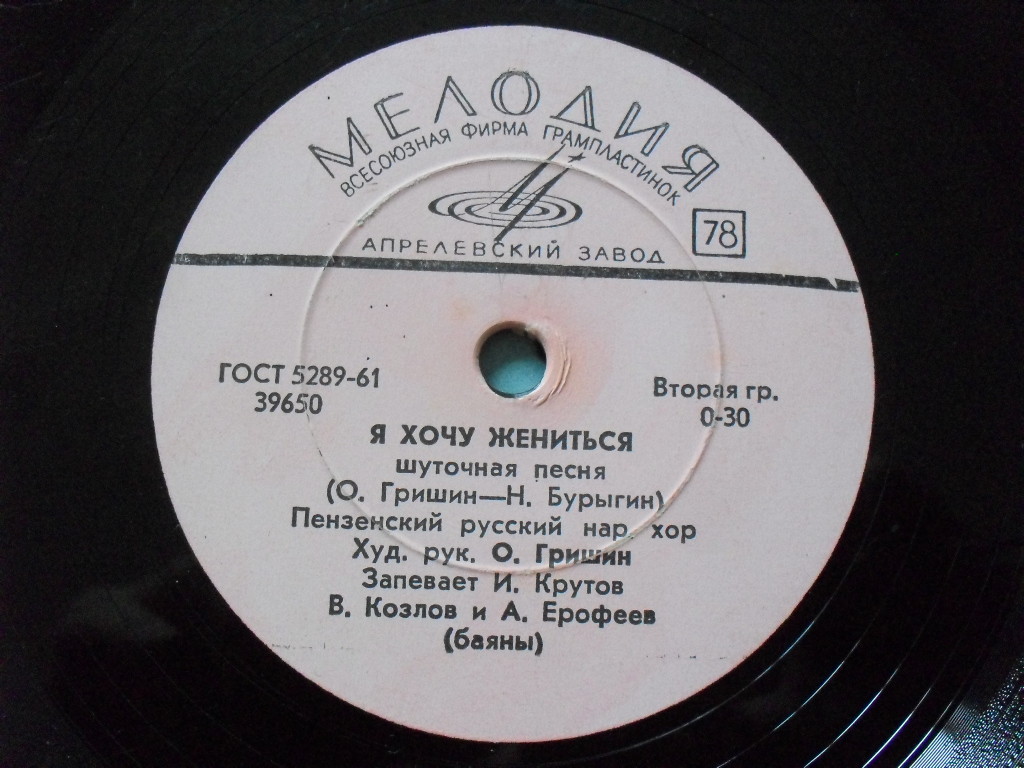 МЕЛОДИЯ
ВСЕСОЮЗНАЯ ФИРМА ГРАМПЛАСТИНОК
78
АПРЕЛЕВСКИЙ ЗАВОД
ГОСТ 5289-61
39650
Вторая гр.
0-30
Я ХОЧУ ЖЕНИТЬСЯ
шуточная песня
(О. Гришин—Н. Бурыгин)
Пензенский русский нар. хор
Худ. рук. О. Гришин
Запевает И. Крутов
В. Козлов и А. Ерофеев
(баяны)